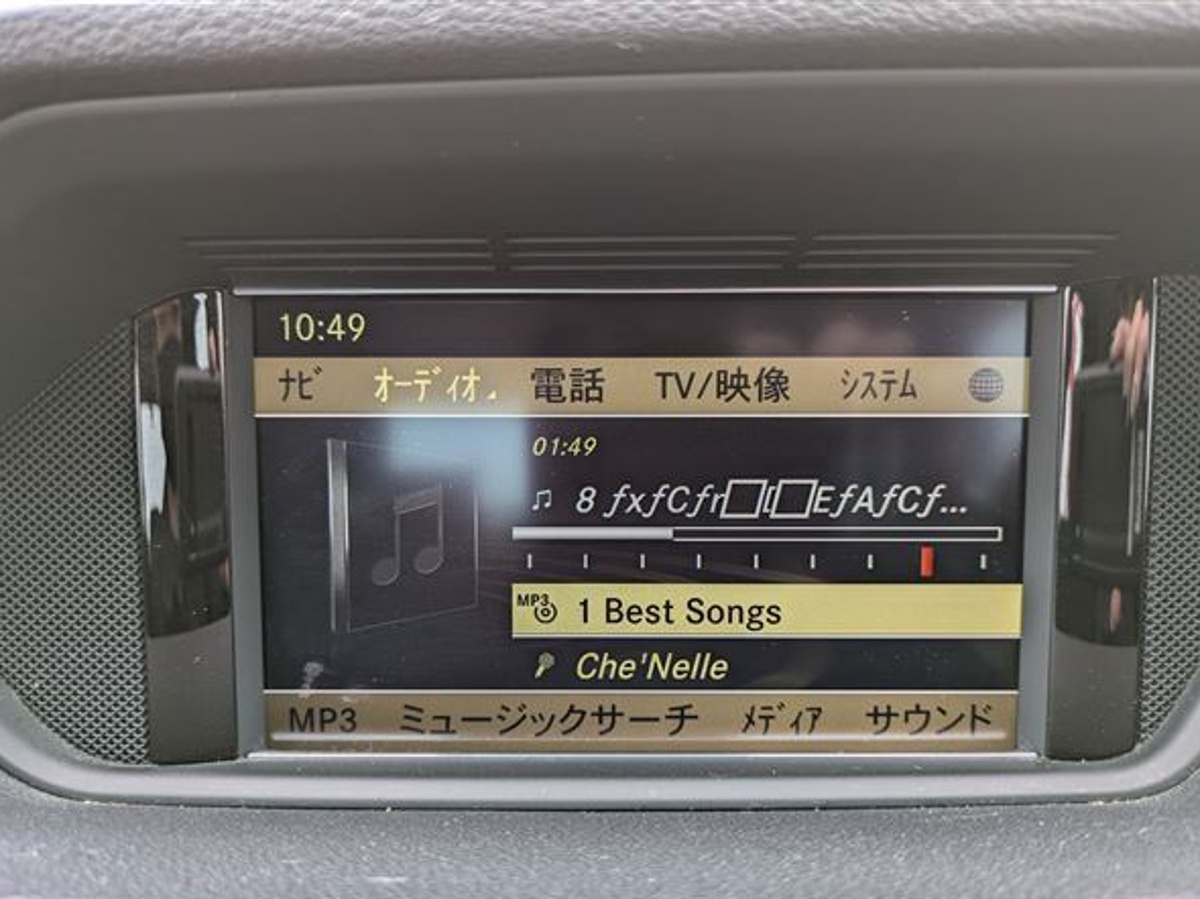 10:49
ﾅﾋﾞ ｵｰﾃﾞｨｵ 電話 TV/映像 ｼｽﾃﾑ
01:49
8 ƒxƒCƒr□[□EƒAƒCƒ...
MP3 1 Best Songs
Che'Nelle
MP3 ミュージックサーチ ﾒﾃﾞｨｱ サウンド